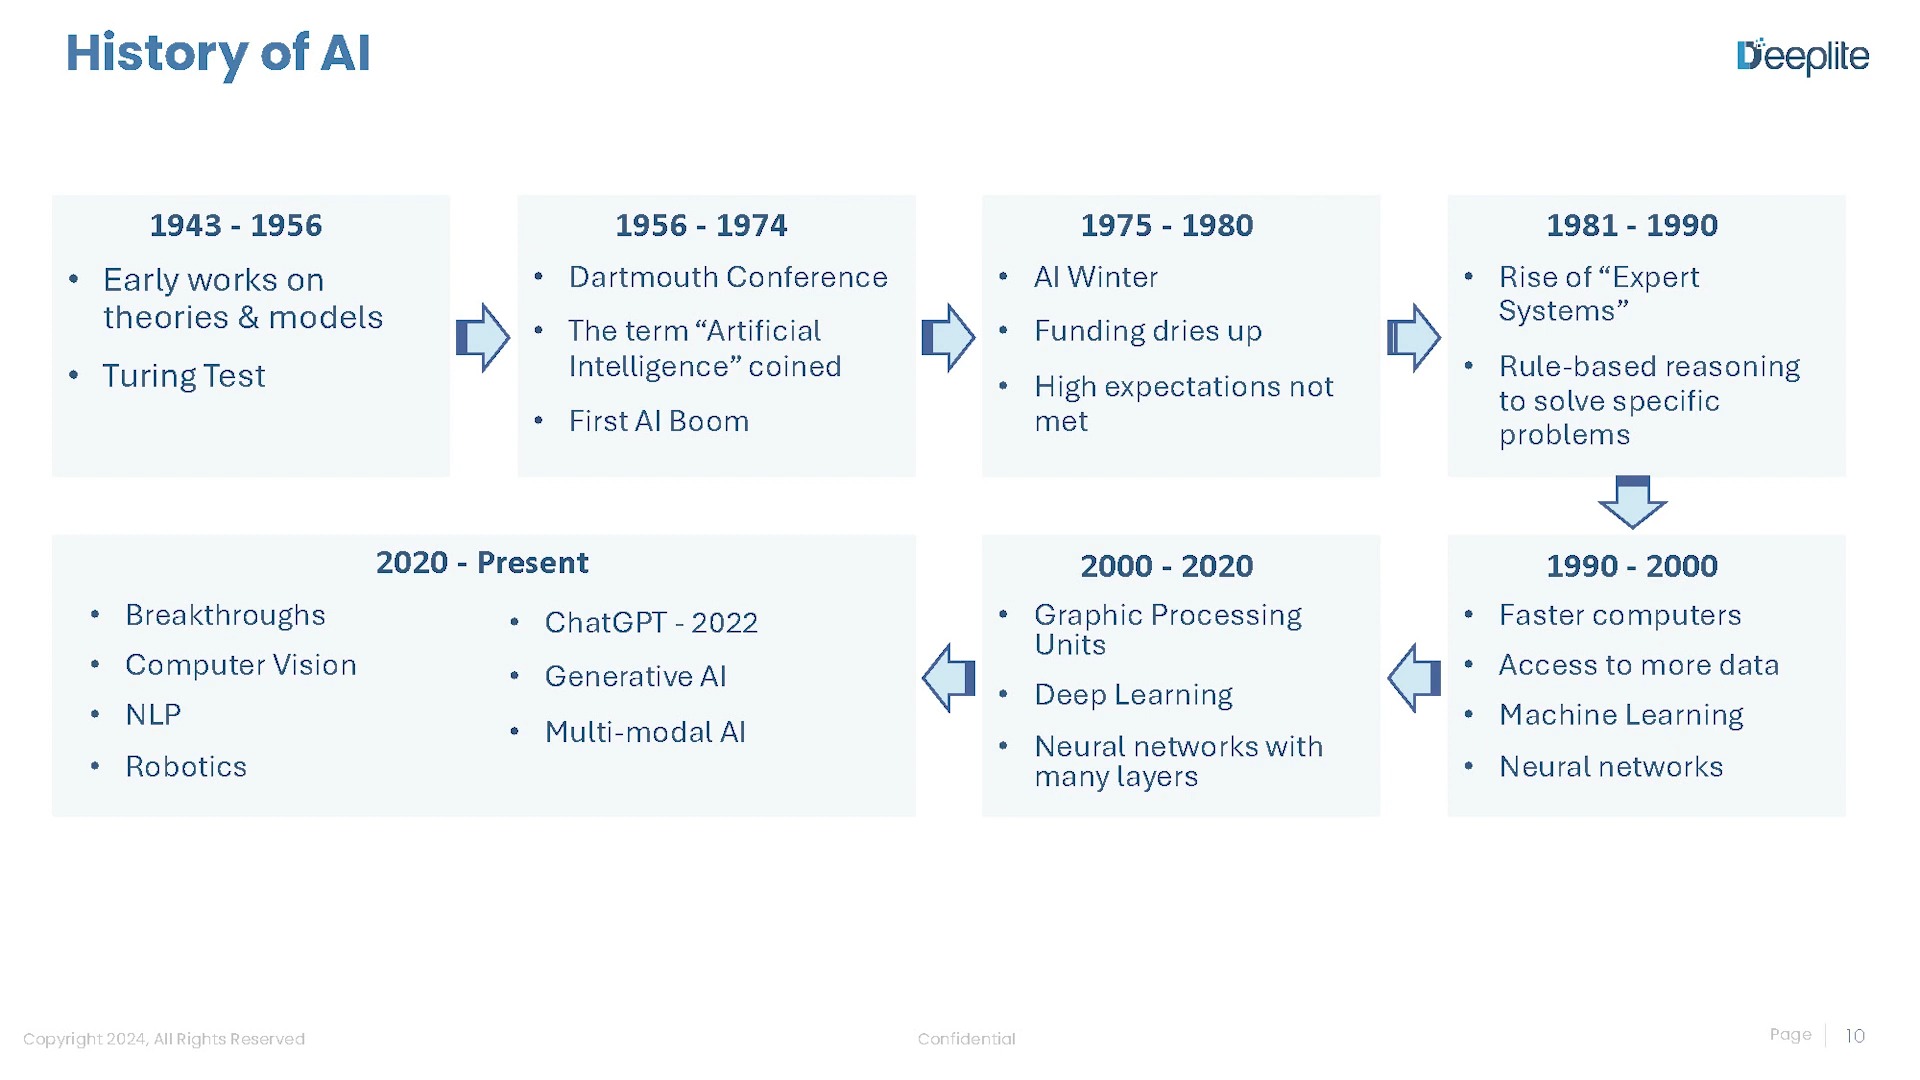 History of AI
Deeplite
1943 - 1956
• Early works on
theories & models
• Turing Test
1956 - 1974
• Dartmouth Conference
• The term “Artificial
Intelligence” coined
• First AI Boom
1975 - 1980
• AI Winter
• Funding dries up
• High expectations not
met
1981 - 1990
• Rise of “Expert
Systems”
• Rule-based reasoning
to solve specific
problems
1990 - 2000
• Faster computers
• Access to more data
• Machine Learning
• Neural networks
2000 - 2020
• Graphic Processing
Units
• Deep Learning
• Neural networks with
many layers
2020 - Present
• Breakthroughs
• Computer Vision
• NLP
• Robotics
• ChatGPT - 2022
• Generative AI
• Multi-modal AI
Copyright 2024, All Rights Reserved
Confidential
Page 10